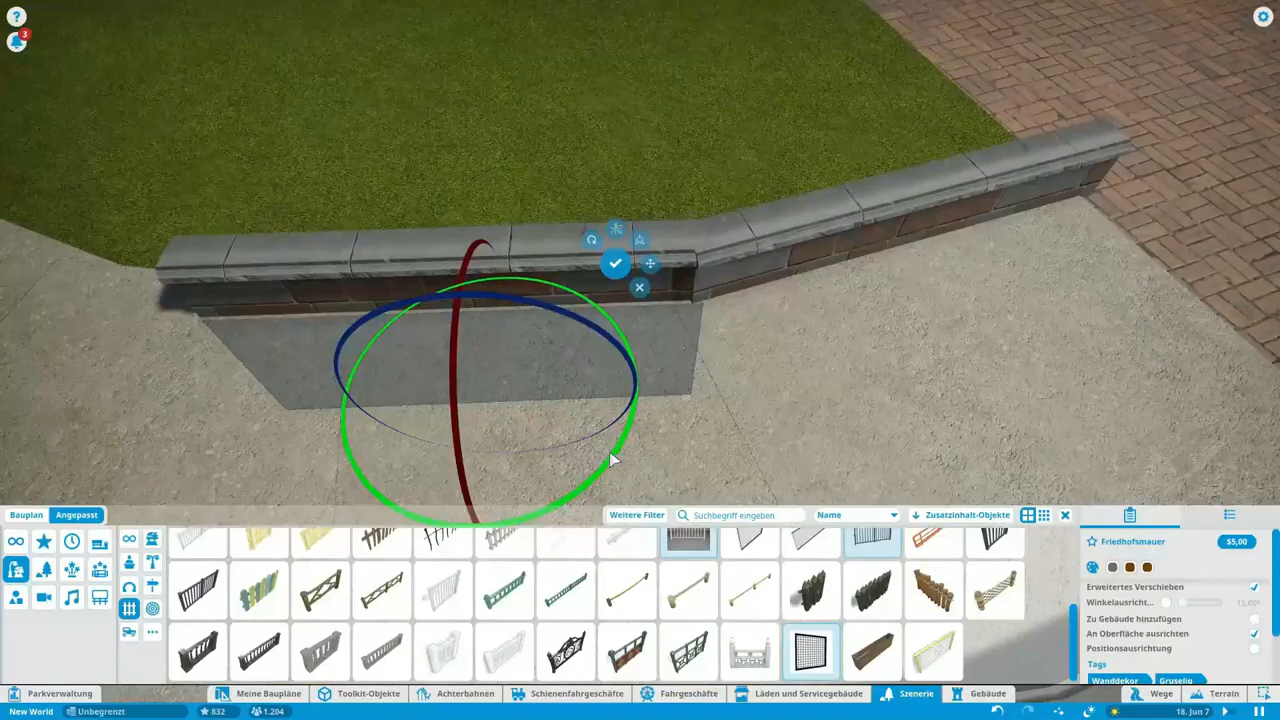 ?
3
Bauplan
Angepasst
Weitere Filter
Suchbegriff eingeben
Name
Zusatzinhalt-Objekte
Friedhofsmauer
$5,00
Erweitertes Verschieben
Winkelausricht...
15,00°
Zu Gebäude hinzufügen
An Oberfläche ausrichten
Positionsausrichtung
Tags
Wanddekor
Gruselig
Parkverwaltung
Meine Baupläne
Toolkit-Objekte
Achterbahnen
Schienenfahrgeschäfte
Fahrgeschäfte
Läden und Servicegebäude
Szenerie
Gebäude
Wege
Terrain
New World
Unbegrenzt
832
1.204
18. Jun 7